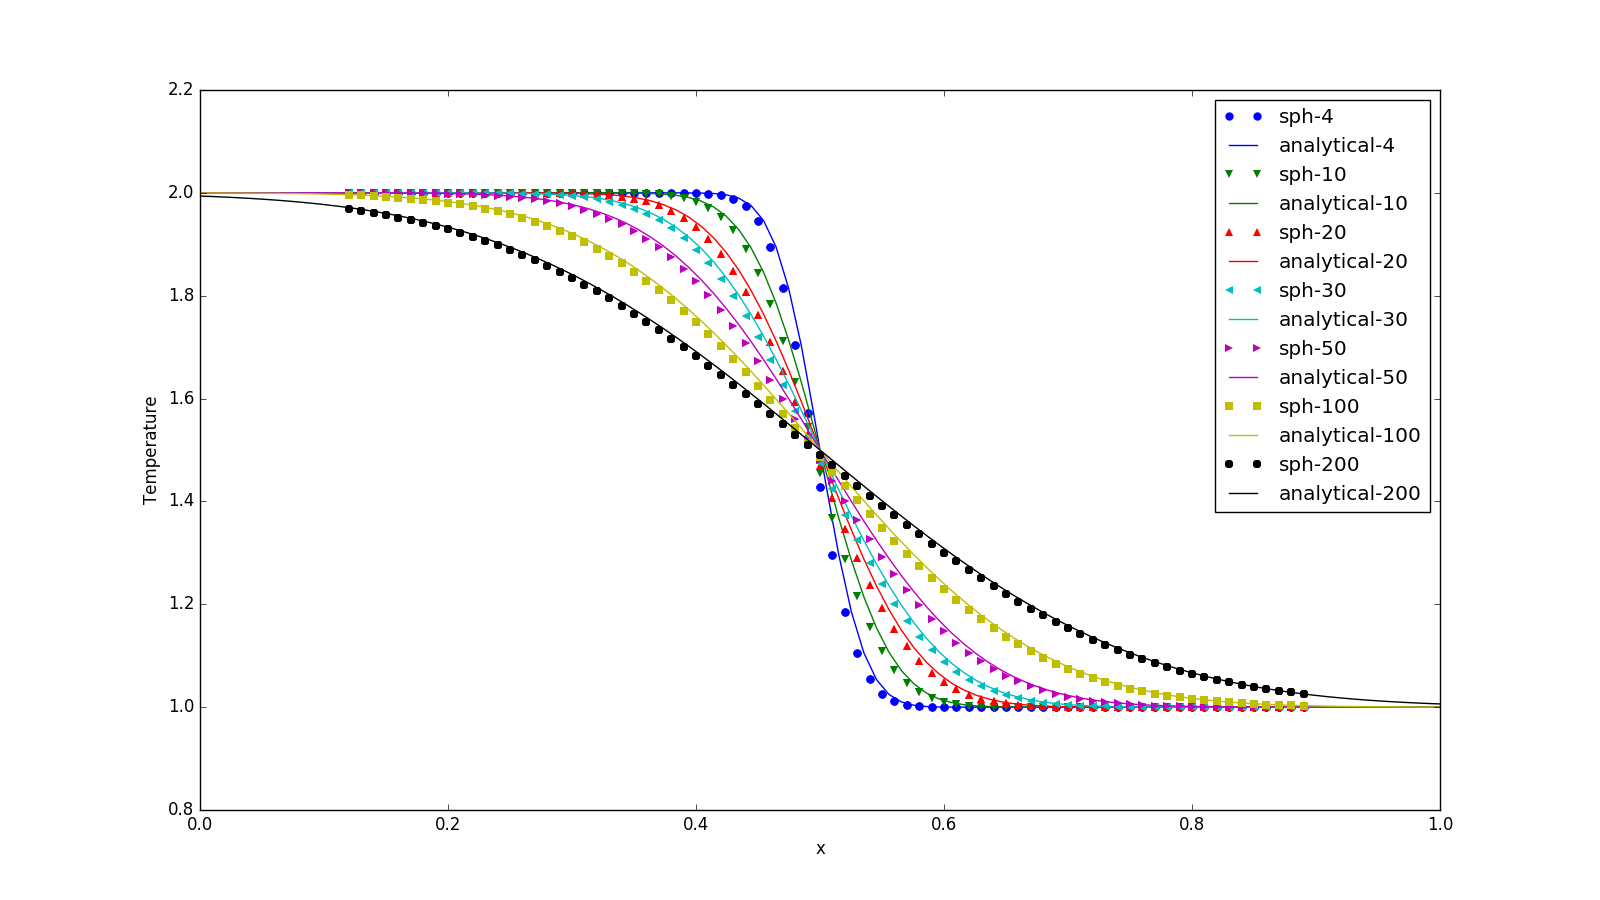 2.2
2.0
1.8
1.6
1.4
1.2
1.0
0.8
Temperature
0.0
0.2
0.4
0.6
0.8
1.0
x
sph-4
analytical-4
sph-10
analytical-10
sph-20
analytical-20
sph-30
analytical-30
sph-50
analytical-50
sph-100
analytical-100
sph-200
analytical-200